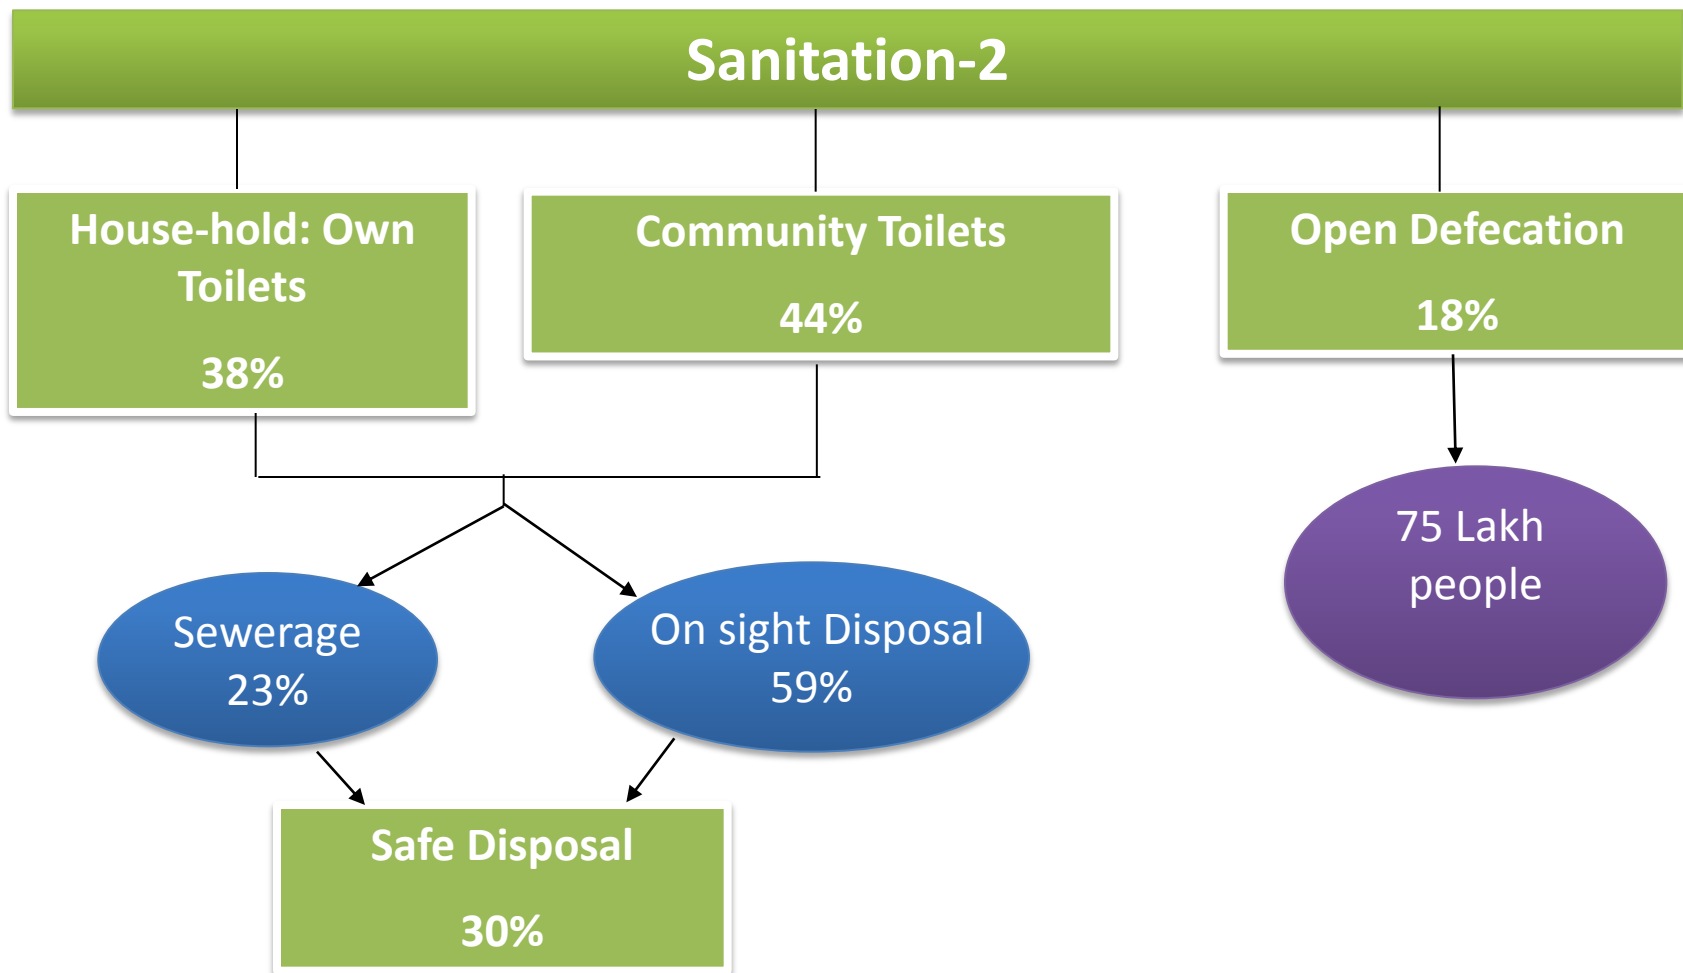 Sanitation-2
House-hold: Own
Toilets
38%
Community Toilets
44%
Open Defecation
18%
75 Lakh
people
Sewerage
23%
On sight Disposal
59%
Safe Disposal
30%